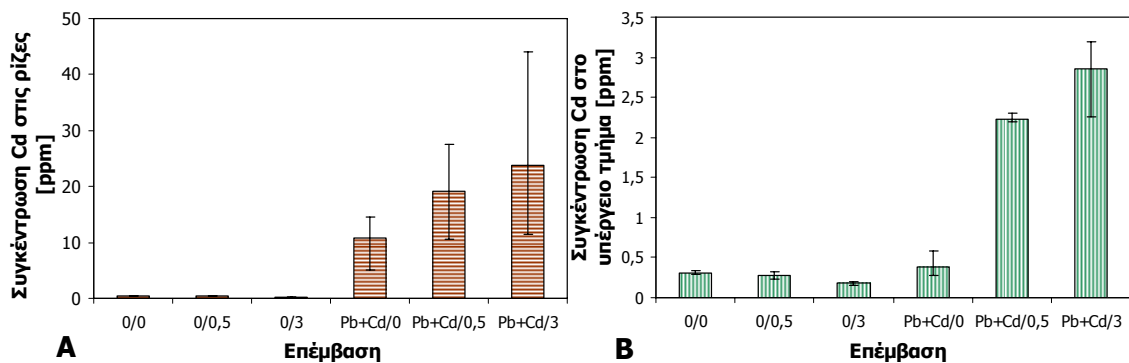 Συγκέντρωση Cd στις ρίζες
[ppm]
50
40
30
20
10
0
0/0 0/0,5 0/3 Pb+Cd/0 Pb+Cd/0,5 Pb+Cd/3
A
Επέμβαση
Συγκέντρωση Cd στο
υπέργειο τμήμα [ppm]
3,5
3
2,5
2
1,5
1
0,5
0
0/0 0/0,5 0/3 Pb+Cd/0 Pb+Cd/0,5 Pb+Cd/3
B
Επέμβαση